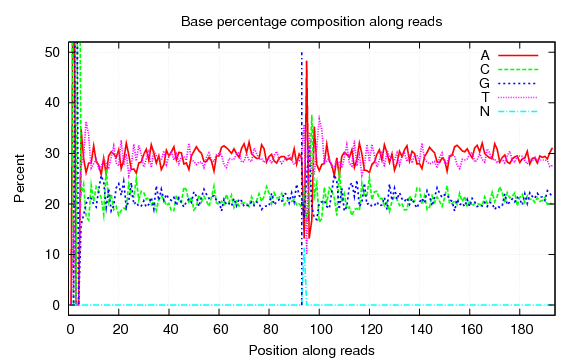 Base percentage composition along reads
50
40
30
20
10
0
Percent
A
C
G
T
N
0 20 40 60 80 100 120 140 160 180
Position along reads